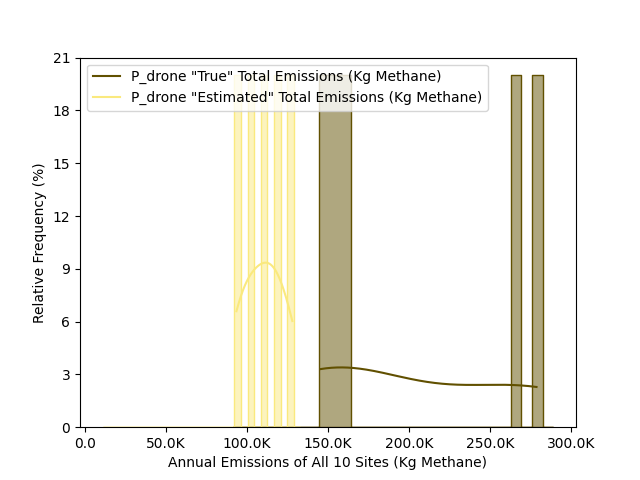 21
18
15
12
9
6
3
0
Relative Frequency (%)
P_drone "True" Total Emissions (Kg Methane)
P_drone "Estimated" Total Emissions (Kg Methane)
0.0 50.0K 100.0K 150.0K 200.0K 250.0K 300.0K
Annual Emissions of All 10 Sites (Kg Methane)